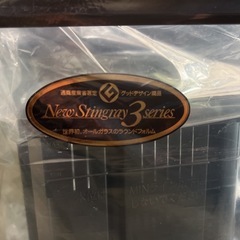 通商産業省選定 グッドデザイン商品
New Stingray 3 series
世界初、オールガラスのラウンドフォルム